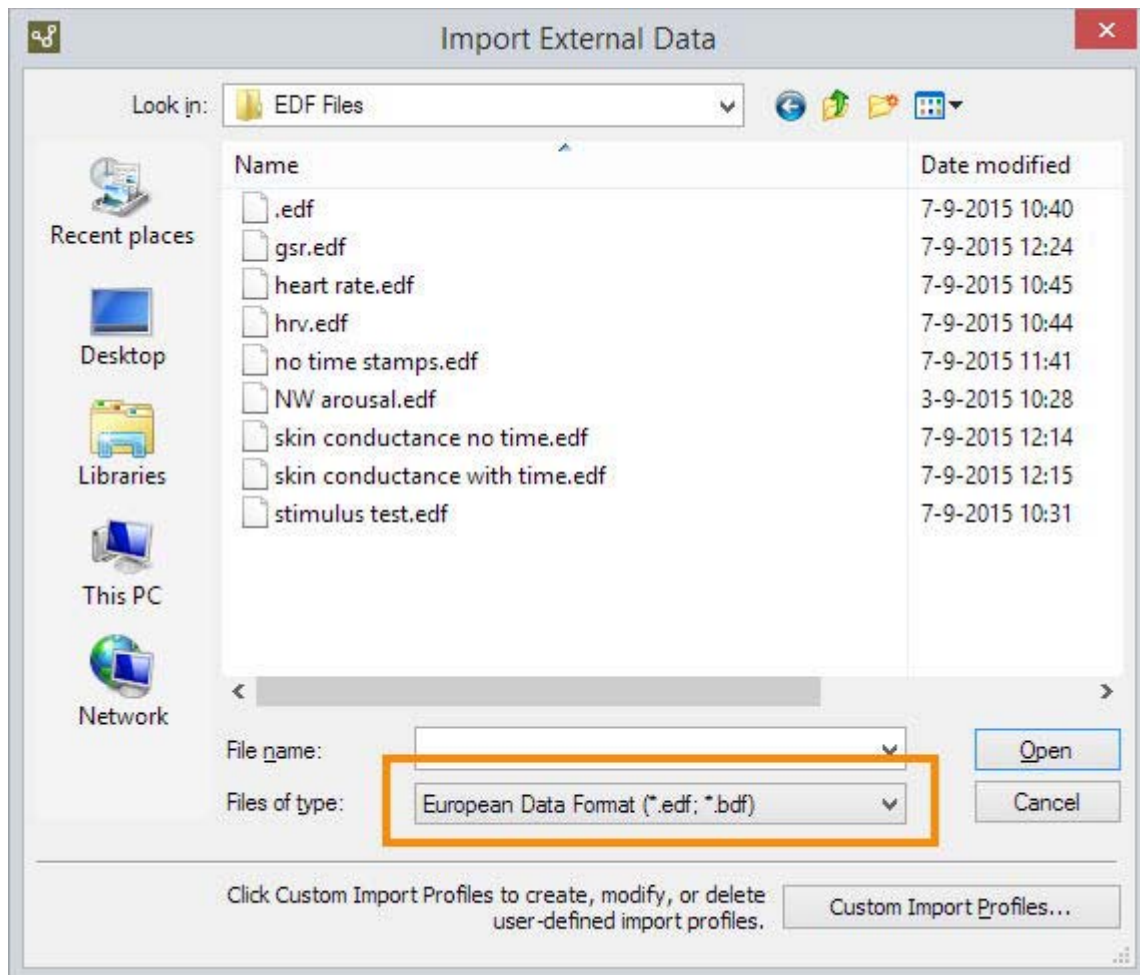 Import External Data
Look in: EDF Files
Name Date modified
.edf 7-9-2015 10:40
gsr.edf 7-9-2015 12:24
heart rate.edf 7-9-2015 10:45
hrv.edf 7-9-2015 10:44
no time stamps.edf 7-9-2015 11:41
NW arousal.edf 3-9-2015 10:28
skin conductance no time.edf 7-9-2015 12:14
skin conductance with time.edf 7-9-2015 12:15
stimulus test.edf 7-9-2015 10:31
Recent places
Desktop
Libraries
This PC
Network
File name: Open
Files of type: European Data Format (*.edf; *.bdf) Cancel
Click Custom Import Profiles to create, modify, or delete
user-defined import profiles.
Custom Import Profiles...